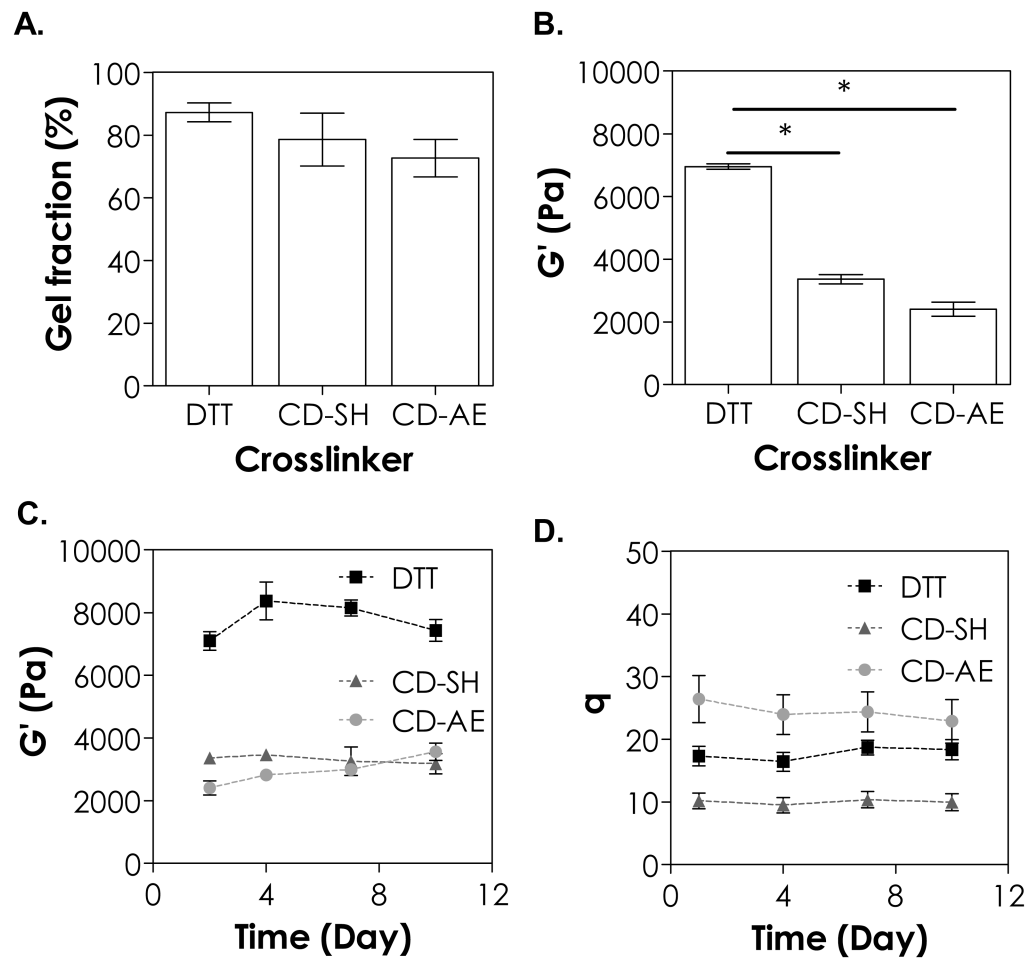 A.
Gel fraction (%)
100
80
60
40
20
0
DTT CD-SH CD-AE
Crosslinker
B.
G' (Pa)
10000
8000
6000
4000
2000
0
*
*
DTT CD-SH CD-AE
Crosslinker
C.
G' (Pa)
10000
8000
6000
4000
2000
0
DTT
CD-SH
CD-AE
0 4 8 12
Time (Day)
D.
q
50
40
30
20
10
0
DTT
CD-SH
CD-AE
0 4 8 12
Time (Day)